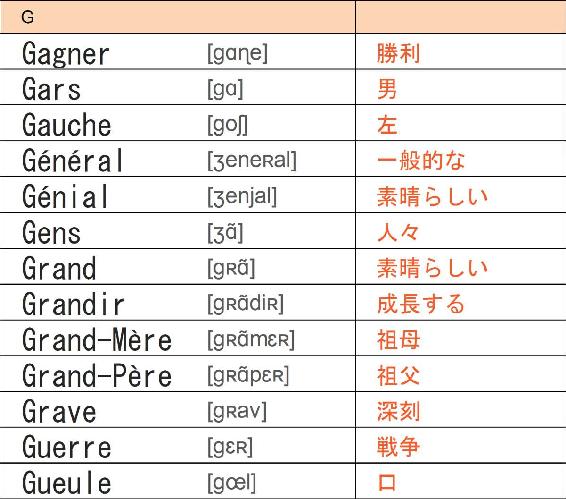 G
Gagner [gɑɳe] 勝利
Gars [gɑ] 男
Gauche [goʃ] 左
Général [ʒeneʀal] 一般的な
Génial [ʒenjal] 素晴らしい
Gens [ʒɑ̃] 人々
Grand [gʀɑ̃] 素晴らしい
Grandir [gʀɑ̃diʀ] 成長する
Grand-Mère [gʀɑ̃mɛʀ] 祖母
Grand-Père [gʀɑ̃pɛʀ] 祖父
Grave [gʀav] 深刻
Guerre [gɛʀ] 戦争
Gueule [gœl] 口